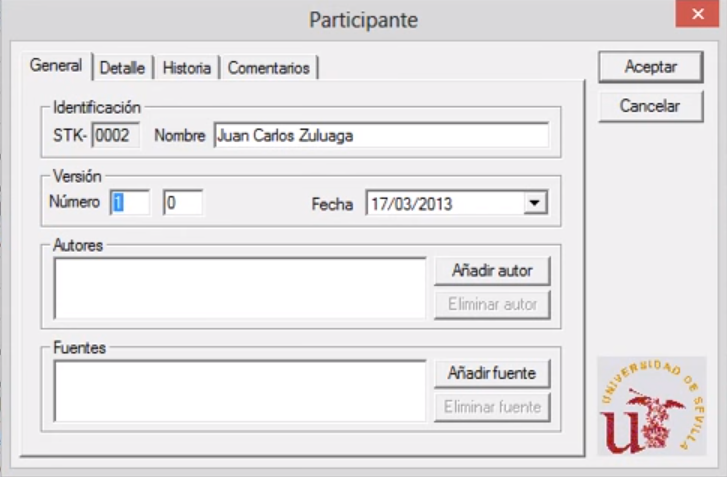 Participante
General Detalle Historia Comentarios
Aceptar
Cancelar
Identificación
STK- 0002 Nombre Juan Carlos Zuluaga
Versión
Número 1 0 Fecha 17/03/2013
Autores
Añadir autor
Eliminar autor
Fuentes
Añadir fuente
Eliminar fuente
UNIVERSIDAD DE SEVILLA
u